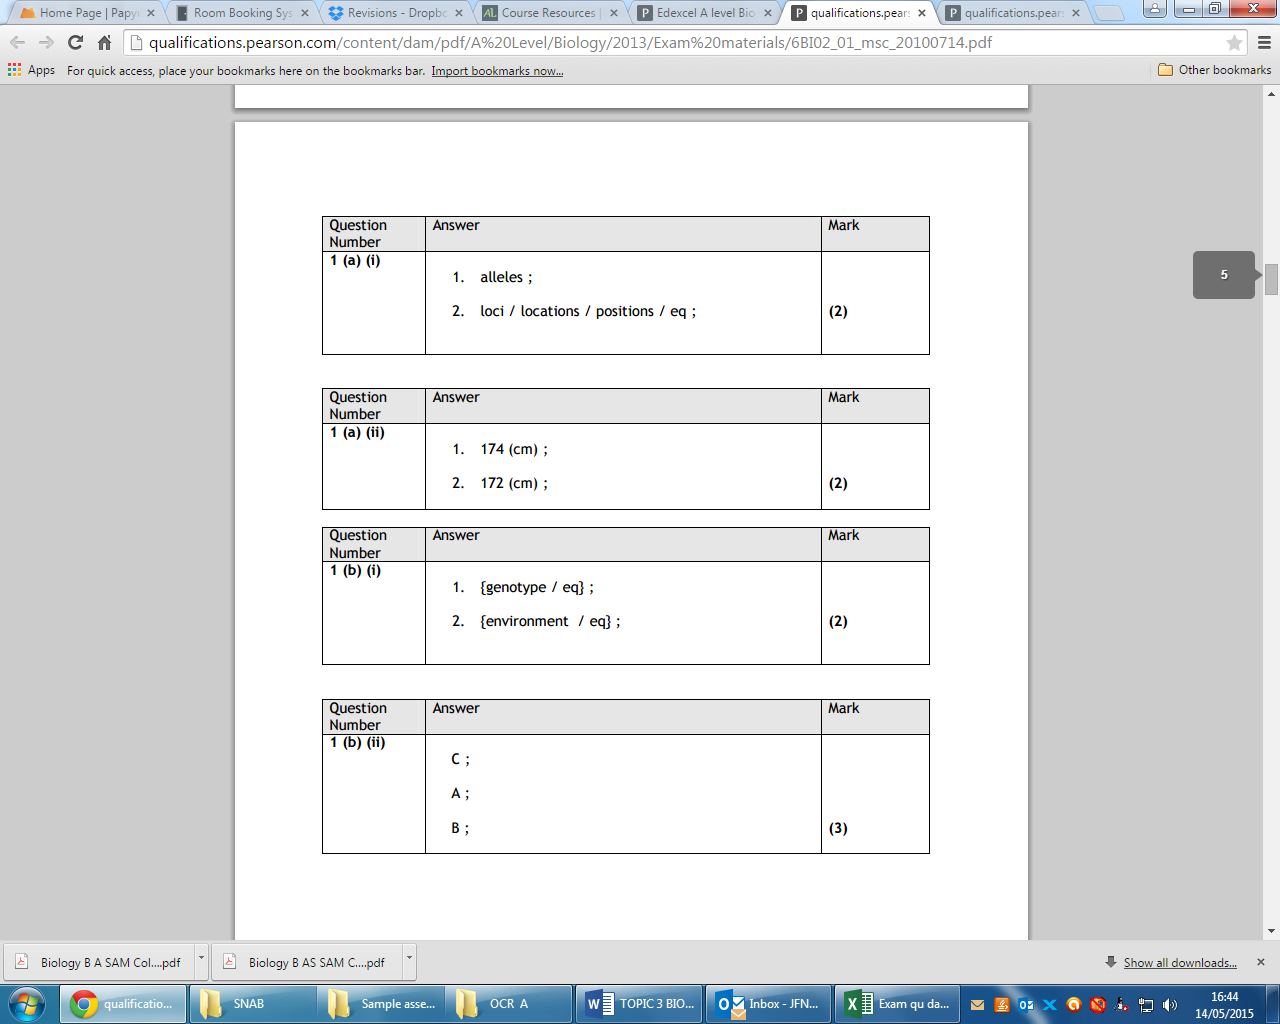 Home Page | Papy
Room Booking Sys
Revisions - Dropbo
Course Resources |
Edexcel A level Bio
qualifications.pears
qualifications.pears
qualifications.pearson.com/content/dam/pdf/A%20Level/Biology/2013/Exam%20materials/6BI02_01_msc_20100714.pdf
Apps For quick access, place your bookmarks here on the bookmarks bar. Import bookmarks now... Other bookmarks
Question Number Answer Mark
1 (a) (i)
1. alleles ;
2. loci / locations / positions / eq ; (2)
5
Question Number Answer Mark
1 (a) (ii)
1. 174 (cm) ;
2. 172 (cm) ; (2)
Question Number Answer Mark
1 (b) (i)
1. {genotype / eq} ;
2. {environment / eq} ; (2)
Question Number Answer Mark
1 (b) (ii)
C ;
A ;
B ; (3)
Biology B A SAM Col....pdf Biology B AS SAM C....pdf Show all downloads...
qualificatio... SNAB Sample asse... OCR A TOPIC 3 BIO... Inbox - JFN... Exam qu da... 16:44
14/05/2015